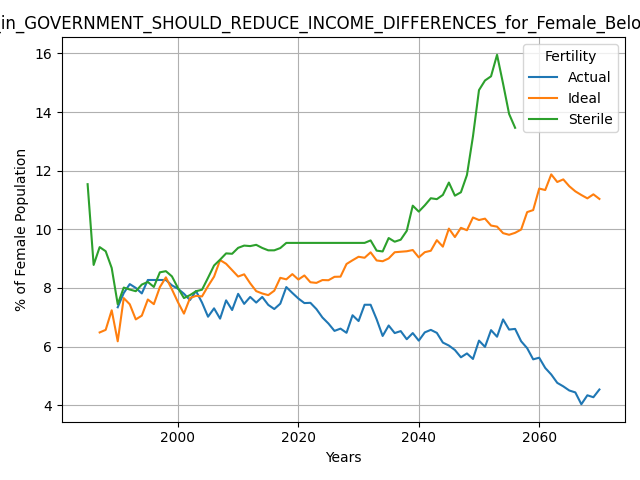 _in_GOVERNMENT_SHOULD_REDUCE_INCOME_DIFFERENCES_for_Female_Belo
Fertility
Actual
Ideal
Sterile
16
14
12
10
8
6
4
% of Female Population
2000 2020 2040 2060
Years